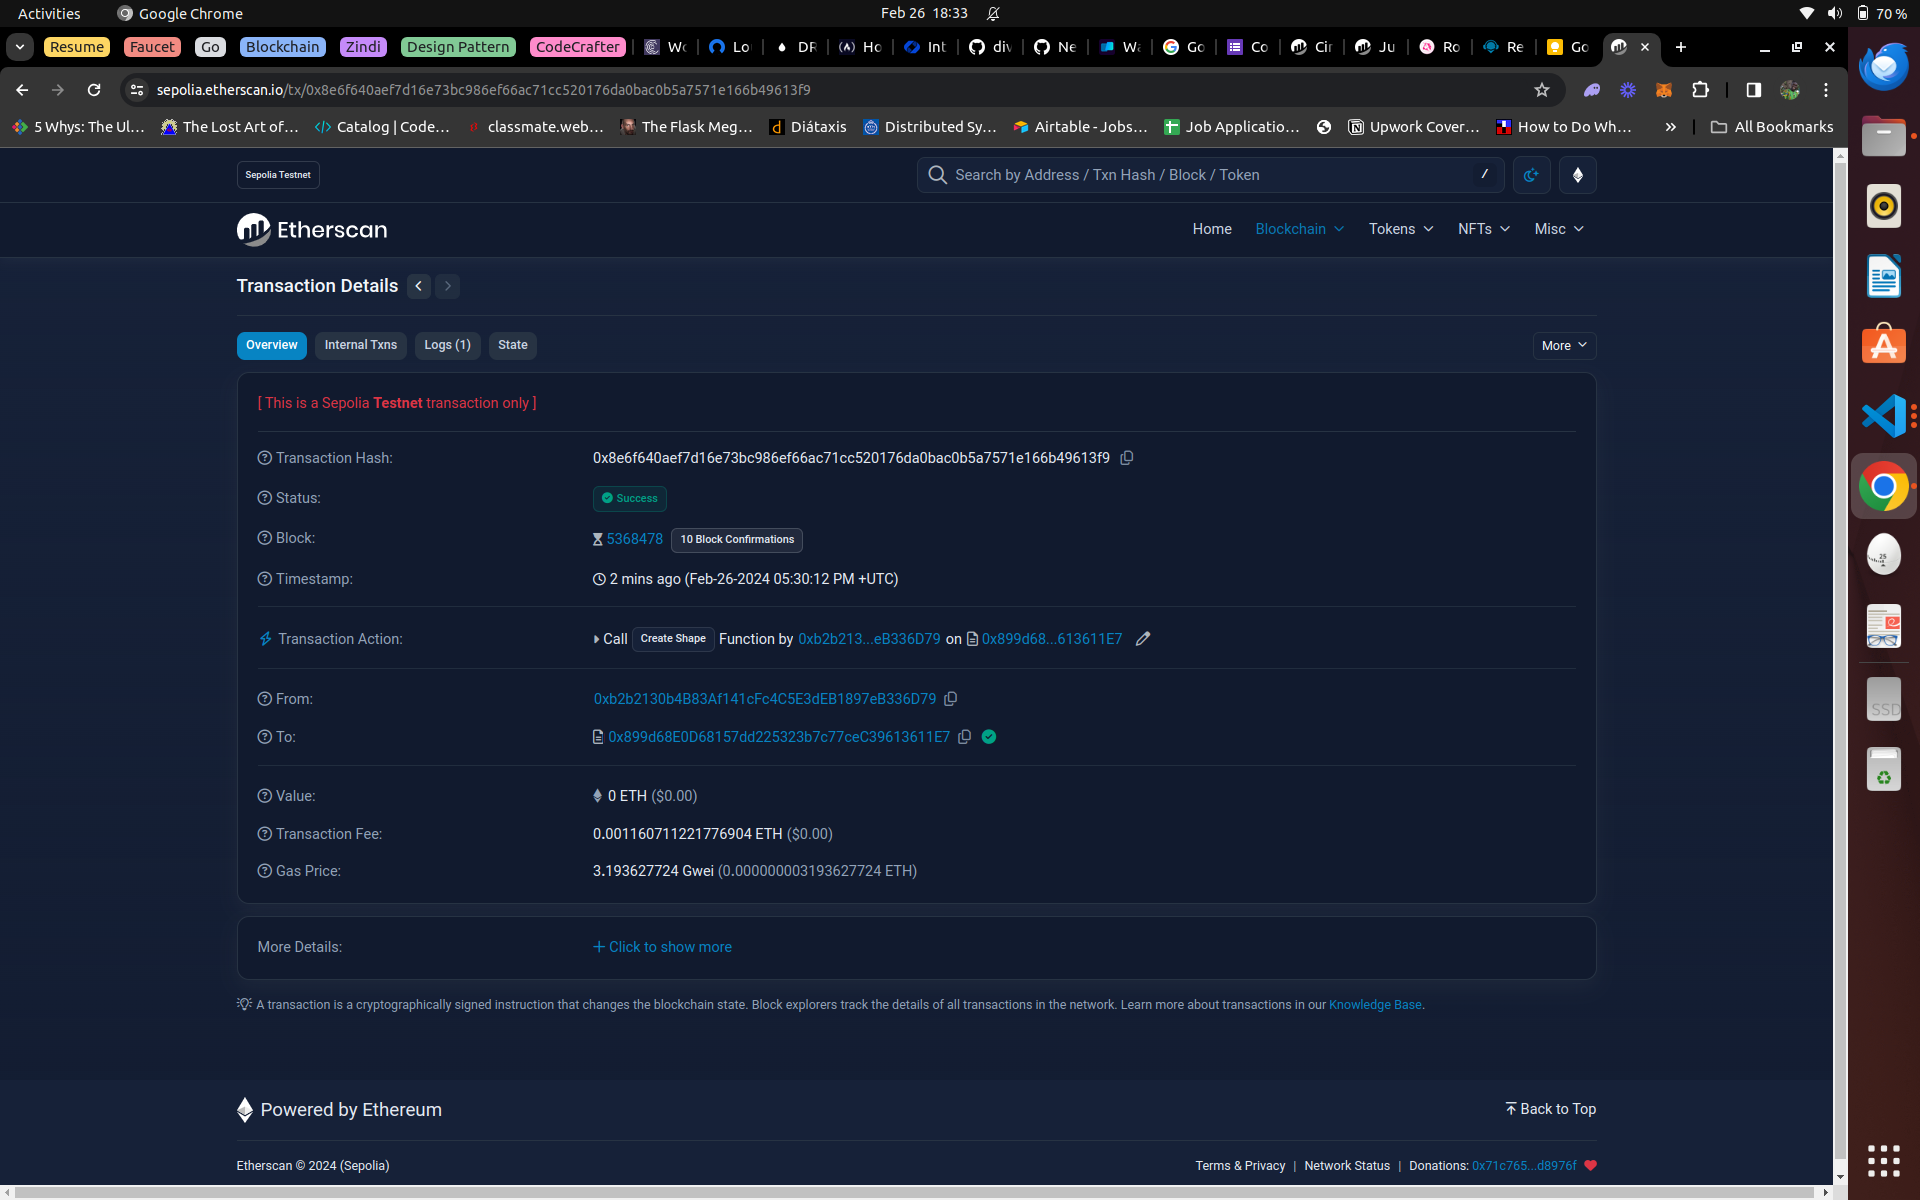 Activities Google Chrome Feb 26 18:33 70 %
Resume Faucet Go Blockchain Zindi Design Pattern CodeCrafter Wo Lo DR Ho Int div Ne Wa Go Co Cir Ju Ro Re Go
sepolia.etherscan.io/tx/0x8e6f640aef7d16e73bc986ef66ac71cc520176da0bac0b5a7571e166b49613f9
5 Whys: The Ul... The Lost Art of... Catalog | Code... classmate.web... The Flask Meg... Diátaxis Distributed Sy... Airtable - Jobs... Job Applicatio... Upwork Cover... How to Do Wh... » All Bookmarks
Sepolia Testnet Search by Address / Txn Hash / Block / Token /
Etherscan Home Blockchain Tokens NFTs Misc
Transaction Details
Overview Internal Txns Logs (1) State More
[ This is a Sepolia Testnet transaction only ]
Transaction Hash: 0x8e6f640aef7d16e73bc986ef66ac71cc520176da0bac0b5a7571e166b49613f9
Status: Success
Block: 5368478 10 Block Confirmations
Timestamp: 2 mins ago (Feb-26-2024 05:30:12 PM +UTC)
Transaction Action: Call Create Shape Function by 0xb2b213...eB336D79 on 0x899d68...613611E7
From: 0xb2b2130b4B83Af141cFc4C5E3dEB1897eB336D79
To: 0x899d68E0D68157dd225323b7c77ceC39613611E7
Value: 0 ETH ($0.00)
Transaction Fee: 0.001160711221776904 ETH ($0.00)
Gas Price: 3.193627724 Gwei (0.000000003193627724 ETH)
More Details: Click to show more
A transaction is a cryptographically signed instruction that changes the blockchain state. Block explorers track the details of all transactions in the network. Learn more about transactions in our Knowledge Base.
Powered by Ethereum Back to Top
Etherscan © 2024 (Sepolia) Terms & Privacy | Network Status | Donations: 0x71c765...d8976f
25
SSD